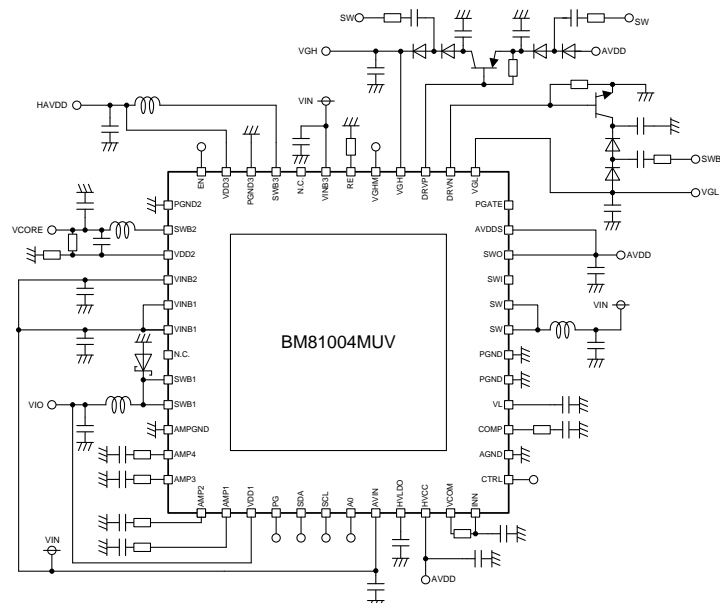 SW
SW
VGH
AVDD
VIN
HAVDD
SWB
VGL
EN
VDD3
PGND3
SWB3
N.C.
VINB3
RE
VGHM
VGH
DRVP
DRVN
VGL
PGND2
PGATE
VCORE
SWB2
AVDDS
VDD2
SWO
AVDD
VINB2
SWI
VINB1
SW
VIN
VINB1
SW
BM81004MUV
N.C.
PGND
SWB1
PGND
VIO
SWB1
VL
AMPGND
COMP
AMP4
AGND
AMP3
CTRL
AMP2
AMP1
VDD1
PG
SDA
SCL
A0
AVIN
HVLDO
HVCC
VCOM
INN
VIN
AVDD